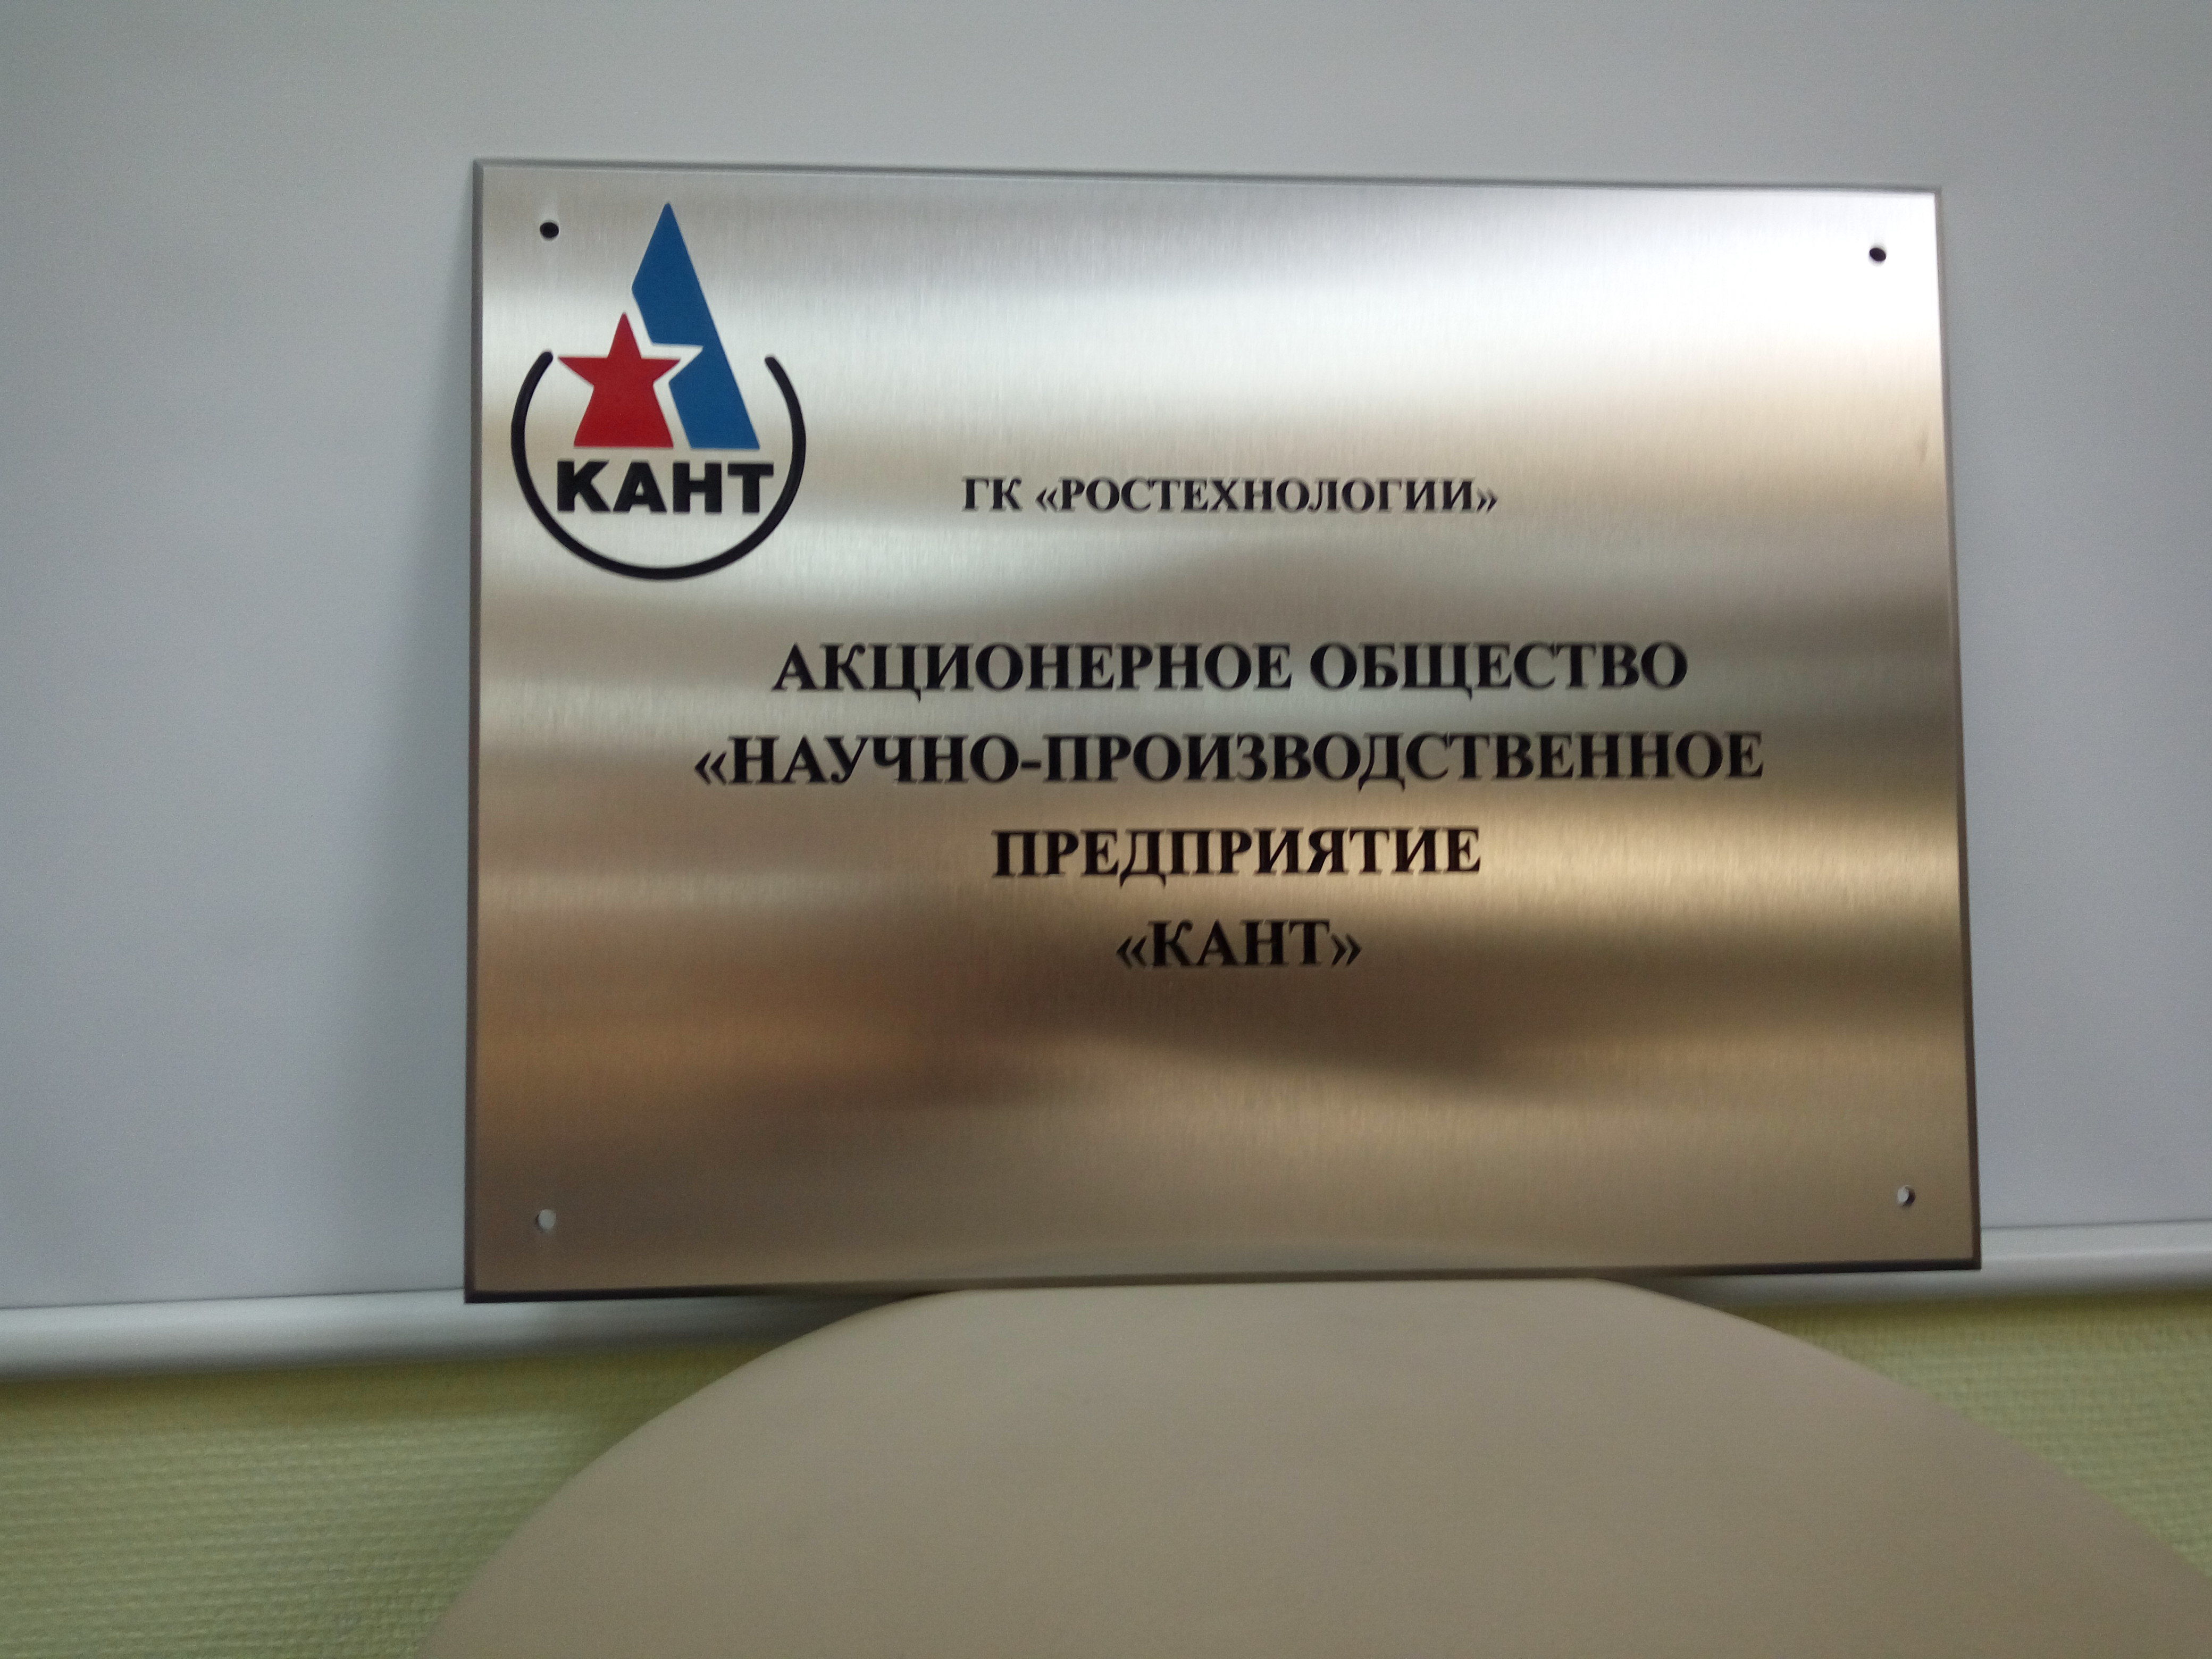 КАНТ
ГК «РОСТЕХНОЛОГИИ»
АКЦИОНЕРНОЕ ОБЩЕСТВО
«НАУЧНО-ПРОИЗВОДСТВЕННОЕ
ПРЕДПРИЯТИЕ
«КАНТ»